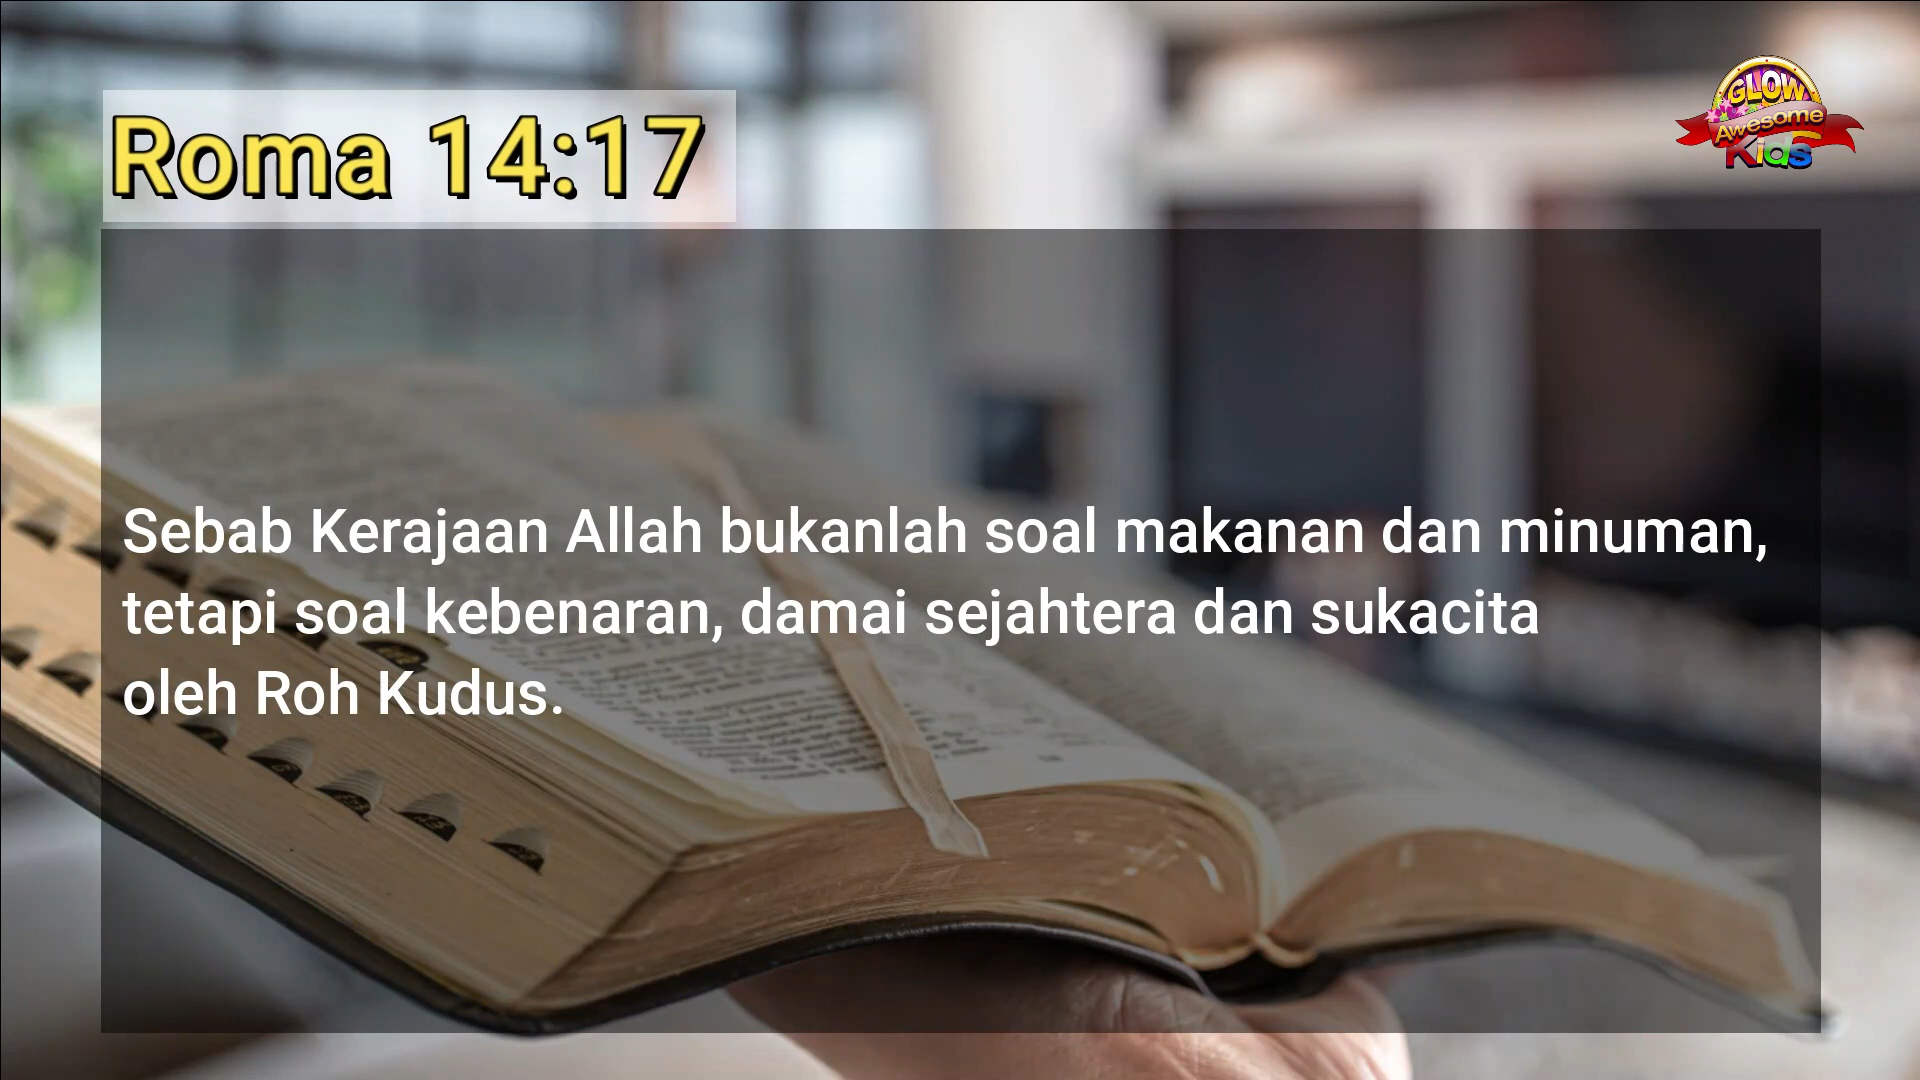 Roma 14:17
GLOW
Awesome
Kids
Sebab Kerajaan Allah bukanlah soal makanan dan minuman,
tetapi soal kebenaran, damai sejahtera dan sukacita
oleh Roh Kudus.